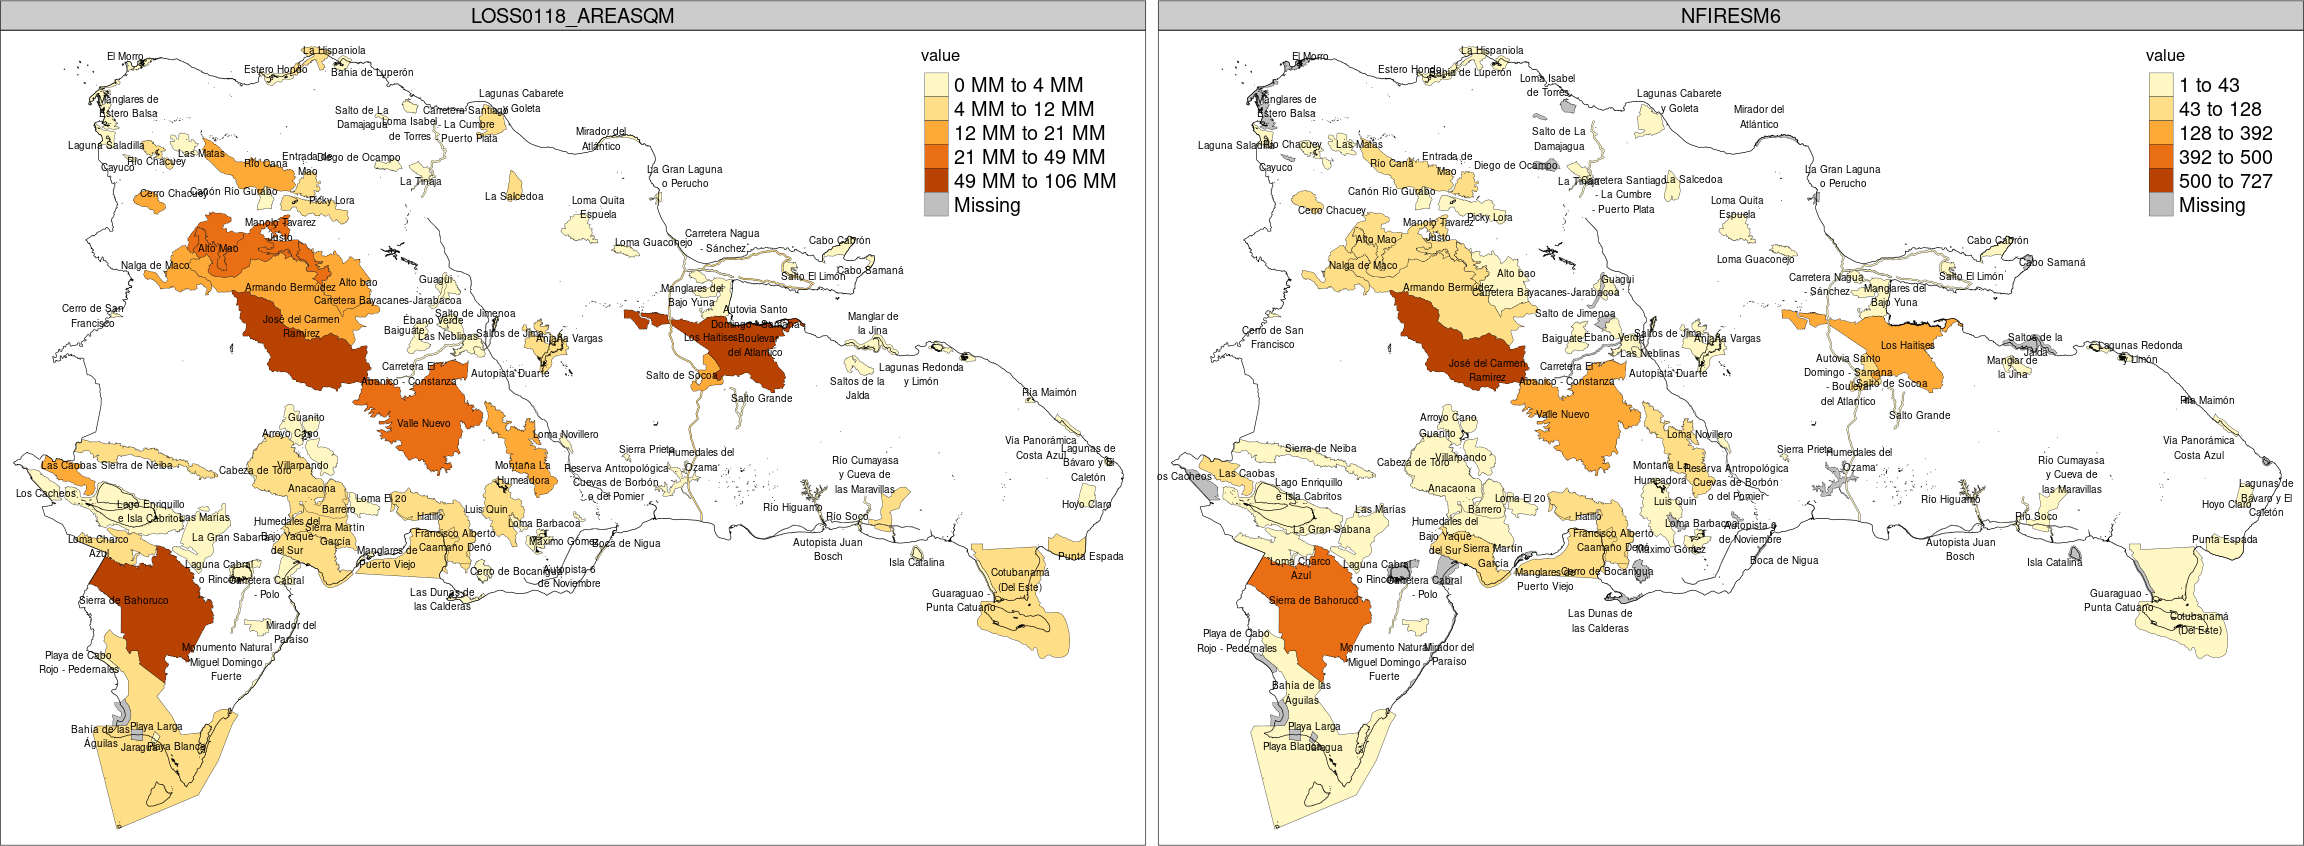 LOSS0118_AREASQM
value
0 MM to 4 MM
4 MM to 12 MM
12 MM to 21 MM
21 MM to 49 MM
49 MM to 106 MM
Missing
El Morro
La Hispaniola
Estero Hondo
Bahia de Luperón
Manglares de
Estero Balsa
Salto de La
Damajagua
Loma Isabel
de Torres
Carretera Santiago
- La Cumbre
- Puerto Plata
Lagunas Cabarete
y Goleta
Mirador del
Atlántico
Laguna Saladilla
Río Chacuey
Cayuco
Las Matas
Río Cana
Entrada de
Mao
Diego de Ocampo
La Tinaja
La Salcedoa
La Gran Laguna
o Perucho
Cerro Chacuey
Cañón Río Gurabo
Picky Lora
Loma Quita
Espuela
Manolo Tavarez
Justo
Alto Mao
Nalga de Maco
Loma Guaconejo
Carretera Nagua
- Sánchez
Cabo Cabrón
Cabo Samaná
Salto El Limón
Armando Bermúdez
Alto bao
Guaguí
Carretera Bayacanes-Jarabacoa
Manglares del
Bajo Yuna
Cerro de San
Francisco
José del Carmen
Ramírez
Salto de Jimenoa
Ébano Verde
Baiguate
Las Neblinas
Saltos de Jima
Aniaña Vargas
Autovia Santo
Domingo - Samana
- Boulevar
del Atlantico
Los Haitises
Manglar de
la Jina
Carretera El
Abanico - Constanza
Autopista Duarte
Salto de Socoa
Lagunas Redonda
y Limón
Saltos de la
Jalda
Salto Grande
Ría Maimón
Guanito
Arroyo Cano
Valle Nuevo
Loma Novillero
Las Caobas
Sierra de Neiba
Cabeza de Toro
Villarpando
Montaña La
Humeadora
Sierra Prieta
Humedales del
Ozama
Reserva Antropológica
Cuevas de Borbón
o del Pomier
Vía Panorámica
Costa Azul
Lagunas de
Bávaro y El
Caletón
Los Cacheos
Lago Enriquillo
e Isla Cabritos
Anacaona
Loma El 20
Río Cumayasa
y Cueva de
las Maravillas
Hoyo Claro
Las Marías
Barrero
Hatillo
Luis Quin
Río Higuamo
Río Soco
Humedales del
Bajo Yaque
del Sur
Sierra Martín
García
Loma Barbacoa
Loma Charco
Azul
La Gran Sabana
Francisco Alberto
Caamaño Deñó
Máximo Gómez
Boca de Nigua
Autopista Juan
Bosch
Manglares de
Puerto Viejo
Punta Espada
Laguna Cabral
o Rincón
Carretera Cabral
- Polo
Cerro de Bocanigua
Autopista 6
de Noviembre
Isla Catalina
Cotubanamá
(Del Este)
Sierra de Bahoruco
Las Dunas de
las Calderas
Guaraguao -
Punta Catuano
Mirador del
Paraíso
Playa de Cabo
Rojo - Pedernales
Monumento Natural
Miguel Domingo
Fuerte
Bahía de las
Águilas
Playa Larga
Jaragua
Playa Blanca
NFIRESM6
value
1 to 43
43 to 128
128 to 392
392 to 500
500 to 727
Missing
El Morro
La Hispaniola
Estero Hondo
Bahia de Luperón
Loma Isabel
de Torres
Manglares de
Estero Balsa
Lagunas Cabarete
y Goleta
Mirador del
Atlántico
Salto de La
Damajagua
Laguna Saladilla
Río Chacuey
Cayuco
Las Matas
Río Cana
Entrada de
Mao
Diego de Ocampo
La Tinaja
Carretera Santiago
- La Cumbre
- Puerto Plata
La Salcedoa
La Gran Laguna
o Perucho
Cerro Chacuey
Cañón Río Gurabo
Picky Lora
Loma Quita
Espuela
Manolo Tavarez
Justo
Alto Mao
Nalga de Maco
Loma Guaconejo
Cabo Cabrón
Cabo Samaná
Carretera Nagua
- Sánchez
Salto El Limón
Armando Bermúdez
Alto bao
Guaguí
Carretera Bayacanes-Jarabacoa
Manglares del
Bajo Yuna
Cerro de San
Francisco
Salto de Jimenoa
Baiguate
Ébano Verde
Las Neblinas
Saltos de Jima
Aniaña Vargas
Los Haitises
Saltos de la
Jalda
Manglar de
la Jina
Lagunas Redonda
y Limón
José del Carmen
Ramírez
Carretera El
Abanico - Constanza
Autopista Duarte
Autovia Santo
Domingo - Samana
- Boulevar
del Atlantico
Salto de Socoa
Salto Grande
Ría Maimón
Arroyo Cano
Guanito
Valle Nuevo
Loma Novillero
Sierra de Neiba
Cabeza de Toro
Villarpando
Las Caobas
Montaña La
Humeadora
Sierra Prieta
Humedales del
Ozama
Reserva Antropológica
Cuevas de Borbón
o del Pomier
Vía Panorámica
Costa Azul
Lagunas de
Bávaro y El
Caletón
os Cacheos
Lago Enriquillo
e Isla Cabritos
Anacaona
Loma El 20
Luis Quin
Río Cumayasa
y Cueva de
las Maravillas
Hoyo Claro
Las Marías
Barrero
Hatillo
Río Higuamo
Río Soco
La Gran Sabana
Humedales del
Bajo Yaque
del Sur
Sierra Martín
García
Francisco Alberto
Caamaño Deñó
Loma Barbacoa
Máximo Gómez
Autopista 6
de Noviembre
Boca de Nigua
Autopista Juan
Bosch
Punta Espada
Loma Charco
Azul
Laguna Cabral
o Rincón
Carretera Cabral
- Polo
Manglares de
Puerto Viejo
Cerro de Bocanigua
Isla Catalina
Sierra de Bahoruco
Las Dunas de
las Calderas
Guaraguao -
Punta Catuano
Cotubanamá
(Del Este)
Playa de Cabo
Rojo - Pedernales
Monumento Natural
Miguel Domingo
Fuerte
Mirador del
Paraíso
Bahía de las
Águilas
Playa Larga
Playa Blanca
Jaragua